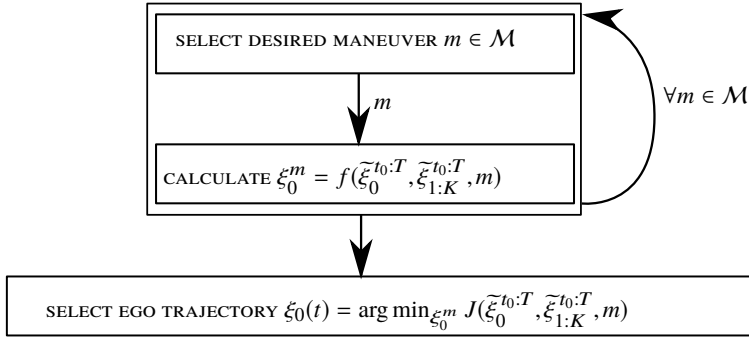 SELECT DESIRED MANEUVER m ∈ ℳ
m
∀m ∈ ℳ
CALCULATE ξ₀ᵐ = f(ξ̃₀^{t₀:T}, ξ̃_{1:K}^{t₀:T}, m)
SELECT EGO TRAJECTORY ξ₀(t) = arg min_{ξ₀ᵐ} J(ξ̃₀^{t₀:T}, ξ̃_{1:K}^{t₀:T}, m)